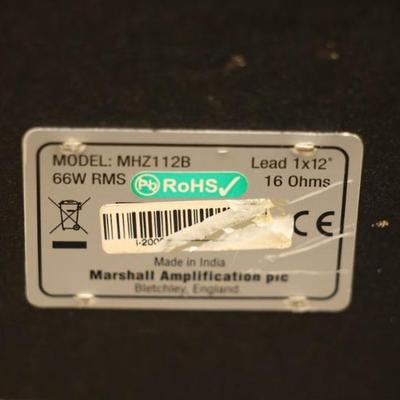 MODEL: MHZ112B Lead 1x12"
66W RMS Pb RoHS 16 Ohms
CE
Made in India
Marshall Amplification plc
Bletchley, England.